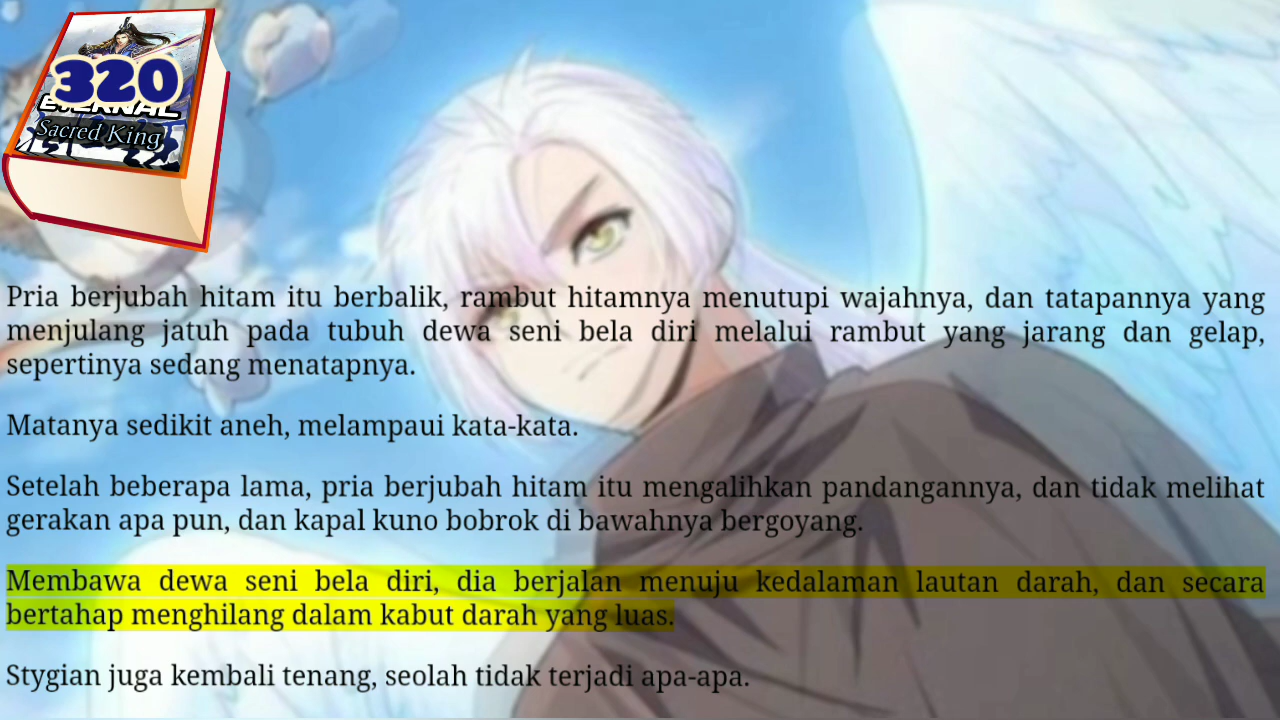 320
ETERNAL
Sacred King
Pria berjubah hitam itu berbalik, rambut hitamnya menutupi wajahnya, dan tatapannya yang
menjulang jatuh pada tubuh dewa seni bela diri melalui rambut yang jarang dan gelap,
sepertinya sedang menatapnya.
Matanya sedikit aneh, melampaui kata-kata.
Setelah beberapa lama, pria berjubah hitam itu mengalihkan pandangannya, dan tidak melihat
gerakan apa pun, dan kapal kuno bobrok di bawahnya bergoyang.
Membawa dewa seni bela diri, dia berjalan menuju kedalaman lautan darah, dan secara
bertahap menghilang dalam kabut darah yang luas.
Stygian juga kembali tenang, seolah tidak terjadi apa-apa.